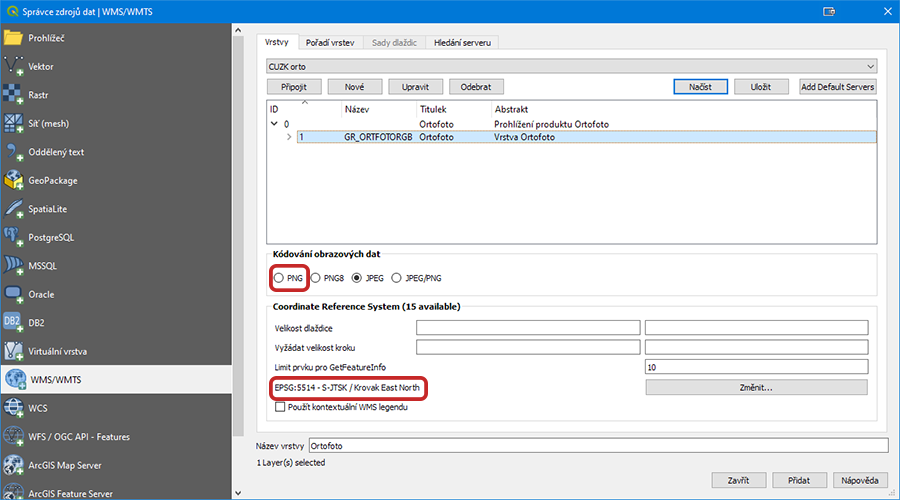 Správce zdrojů dat | WMS/WMTS
Prohlížeč
Vektor
Rastr
Síť (mesh)
Oddělený text
GeoPackage
SpatiaLite
PostgreSQL
MSSQL
Oracle
DB2
Virtuální vrstva
WMS/WMTS
WCS
WFS / OGC API - Features
ArcGIS Map Server
ArcGIS Feature Server
Vrstvy Pořadí vrstev Sady dlaždic Hledání serveru
CUZK orto
Připojit Nové Upravit Odebrat Načíst Uložit Add Default Servers
ID Název Titulek Abstrakt
0 Ortofoto Prohlížení produktu Ortofoto
1 GR_ORTFOTORGB Ortofoto Vrstva Ortofoto
Kódování obrazových dat
PNG PNG8 JPEG JPEG/PNG
Coordinate Reference System (15 available)
Velikost dlaždice
Vyžádat velikost kroku
Limit prvku pro GetFeatureInfo 10
EPSG:5514 - S-JTSK / Krovak East North Změnit...
Použít kontextuální WMS legendu
Název vrstvy Ortofoto
1 Layer(s) selected
Zavřít Přidat Nápověda